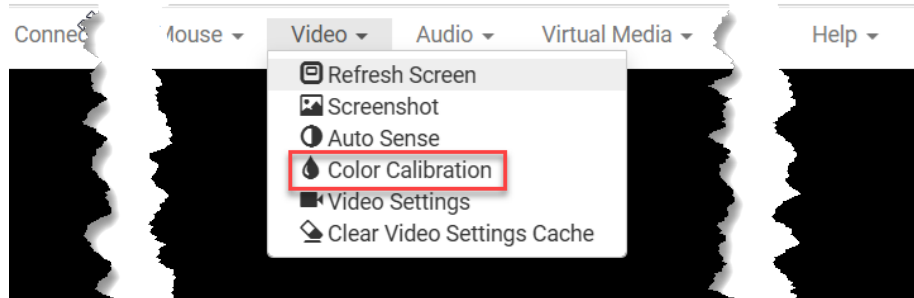 Connec Mouse Video Audio Virtual Media Help
Refresh Screen
Screenshot
Auto Sense
Color Calibration
Video Settings
Clear Video Settings Cache